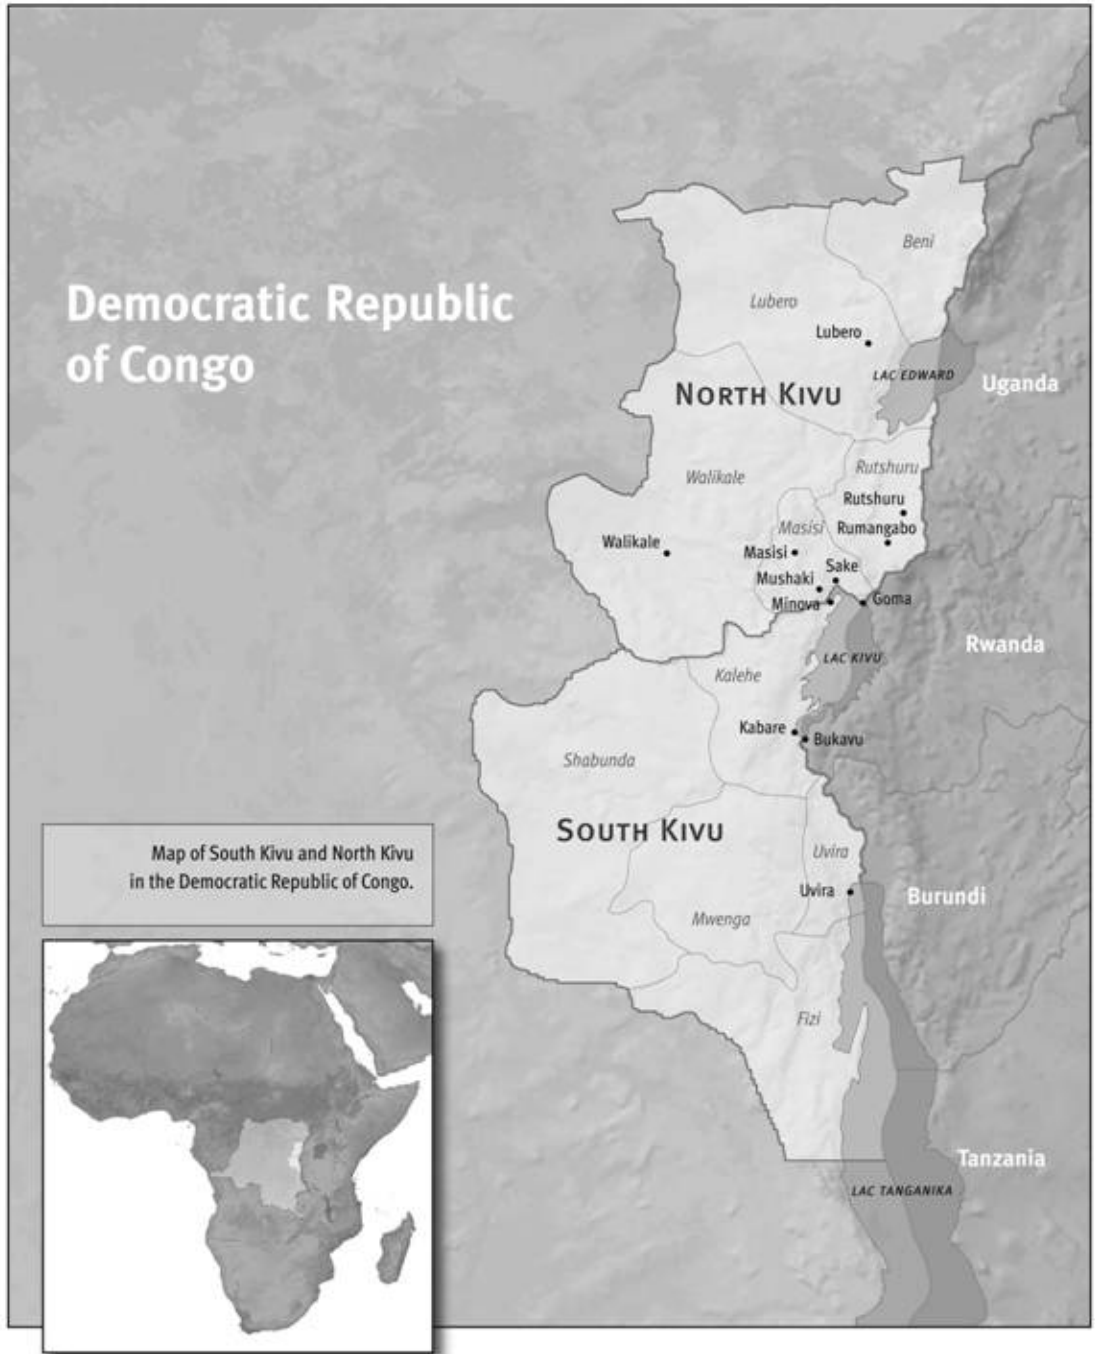 Democratic Republic
of Congo
Beni
Lubero
Lubero
LAC EDWARD
Uganda
NORTH KIVU
Rutshuru
Walikale
Rutshuru
Masisi
Rumangabo
Walikale
Masisi
Sake
Mushaki
Minova
Goma
Rwanda
LAC KIVU
Kalehe
Kabare
Bukavu
Shabunda
SOUTH KIVU
Uvira
Map of South Kivu and North Kivu
in the Democratic Republic of Congo.
Uvira
Burundi
Mwenga
Fizi
Tanzania
LAC TANGANIKA